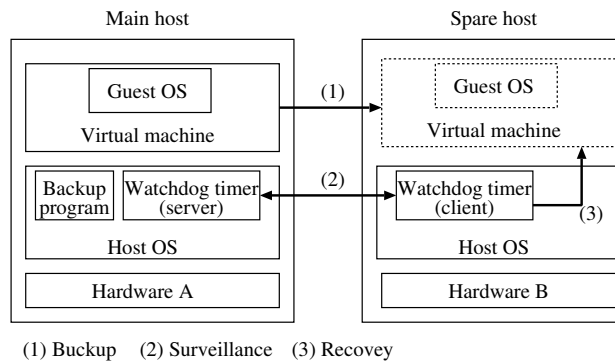 Main host
Spare host
Guest OS
Virtual machine
(1)
Guest OS
Virtual machine
Backup
program
Watchdog timer
(server)
Host OS
(2)
Watchdog timer
(client)
(3)
Host OS
Hardware A
Hardware B
(1) Buckup (2) Surveillance (3) Recovey